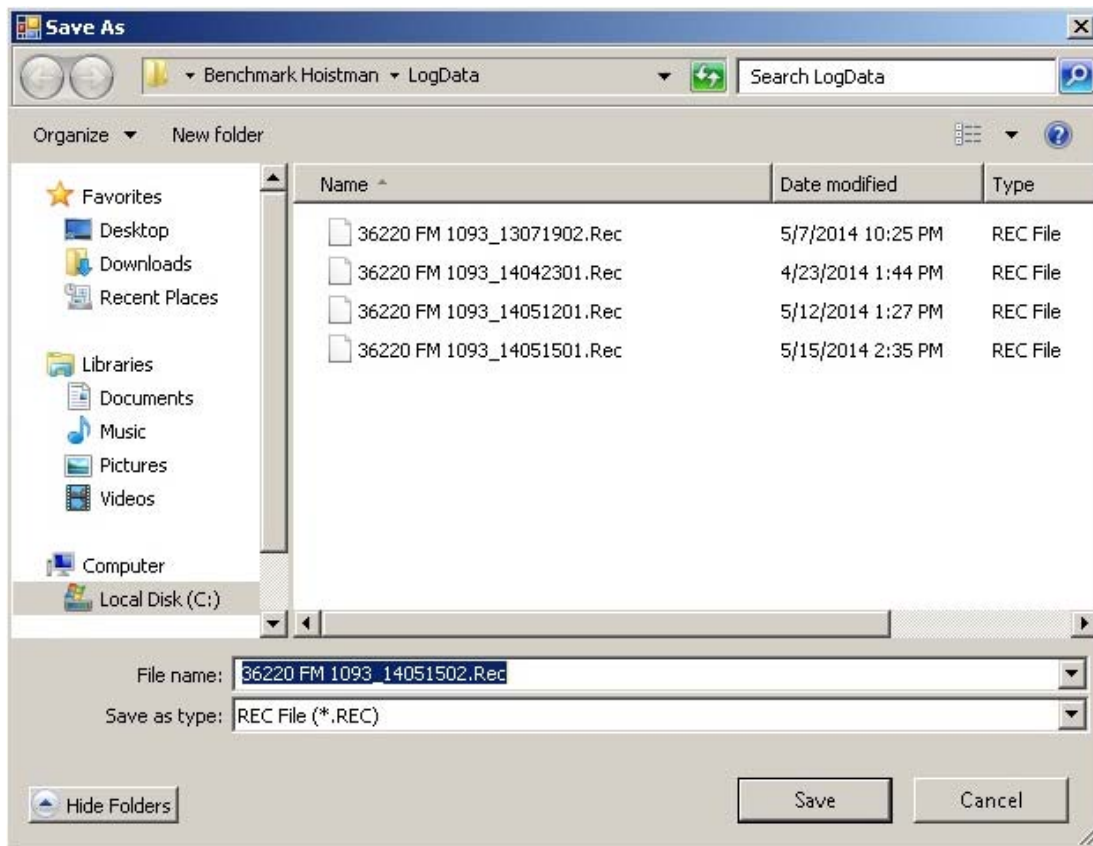 Save As
Benchmark Hoistman LogData
Search LogData
Organize New folder
Favorites
Desktop
Downloads
Recent Places
Libraries
Documents
Music
Pictures
Videos
Computer
Local Disk (C:)
Name Date modified Type
36220 FM 1093_13071902.Rec 5/7/2014 10:25 PM REC File
36220 FM 1093_14042301.Rec 4/23/2014 1:44 PM REC File
36220 FM 1093_14051201.Rec 5/12/2014 1:27 PM REC File
36220 FM 1093_14051501.Rec 5/15/2014 2:35 PM REC File
File name: 36220 FM 1093_14051502.Rec
Save as type: REC File (*.REC)
Hide Folders Save Cancel